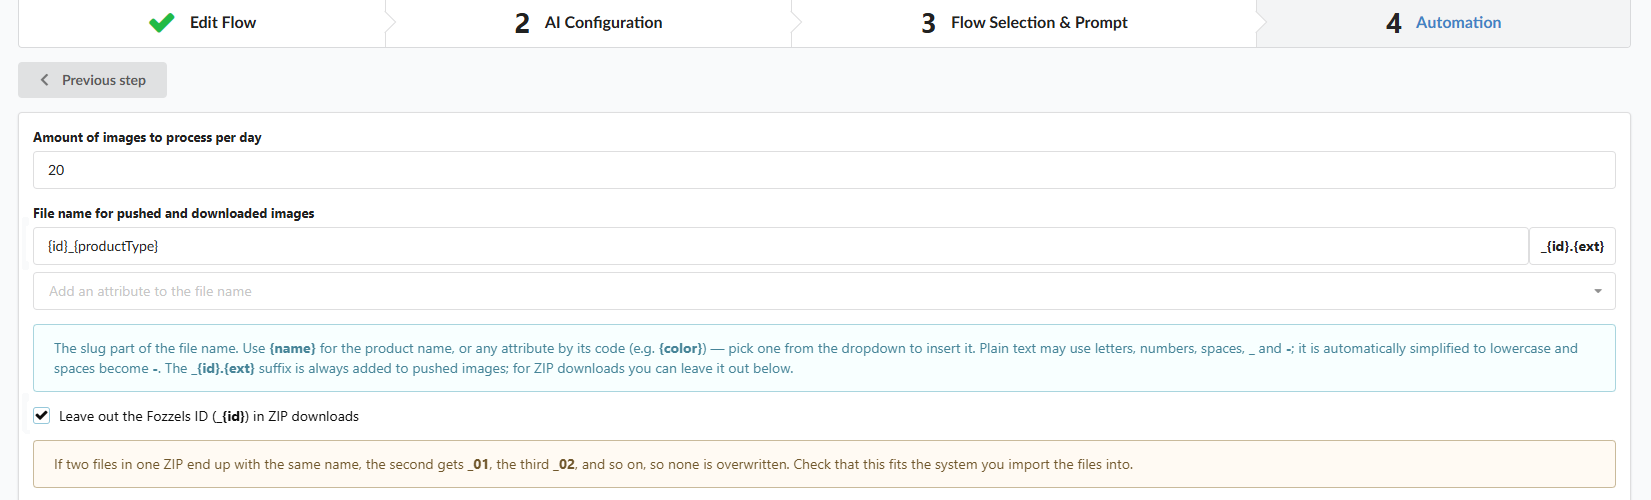 Edit Flow
2 AI Configuration
3 Flow Selection & Prompt
4 Automation
Previous step
Amount of images to process per day
20
File name for pushed and downloaded images
{id}_{productType}
_{id}.{ext}
Add an attribute to the file name
The slug part of the file name. Use {name} for the product name, or any attribute by its code (e.g. {color}) — pick one from the dropdown to insert it. Plain text may use letters, numbers, spaces, _ and -; it is automatically simplified to lowercase and
spaces become -. The _{id}.{ext} suffix is always added to pushed images; for ZIP downloads you can leave it out below.
Leave out the Fozzels ID (_{id}) in ZIP downloads
If two files in one ZIP end up with the same name, the second gets _01, the third _02, and so on, so none is overwritten. Check that this fits the system you import the files into.